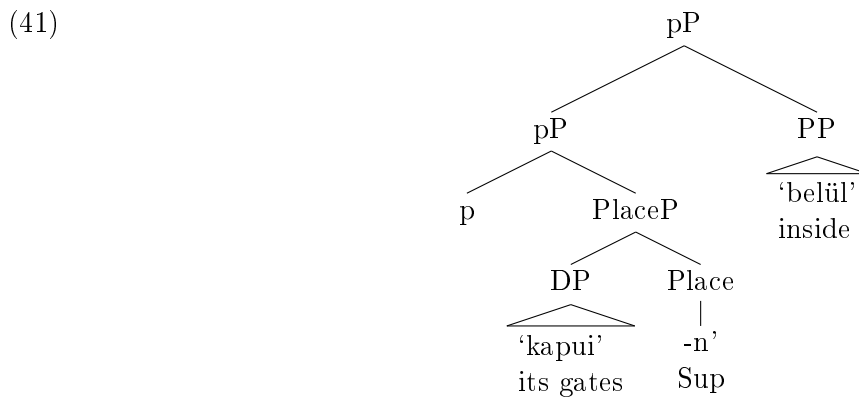 (41)
pP
pP PP
‘belül’
inside
p PlaceP
DP Place
‘kapui’ -n’
its gates Sup